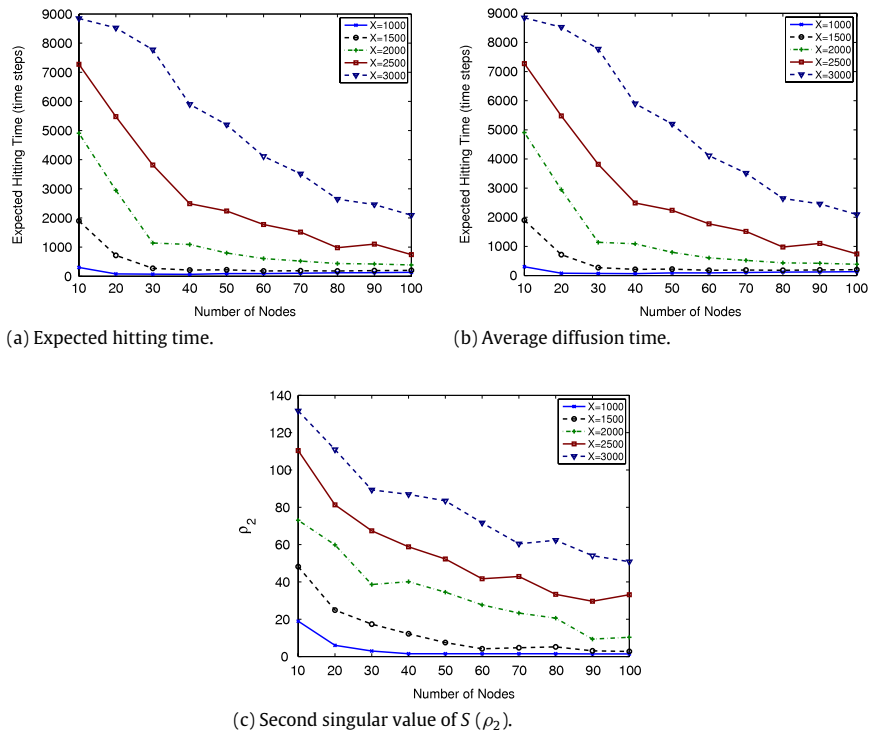 9000
8000
7000
6000
5000
4000
3000
2000
1000
0
Expected Hitting Time (time steps)
10 20 30 40 50 60 70 80 90 100
Number of Nodes
X=1000
X=1500
X=2000
X=2500
X=3000
(a) Expected hitting time.
9000
8000
7000
6000
5000
4000
3000
2000
1000
0
Expected Hitting Time (time steps)
10 20 30 40 50 60 70 80 90 100
Number of Nodes
X=1000
X=1500
X=2000
X=2500
X=3000
(b) Average diffusion time.
140
120
100
80
60
40
20
0
ρ2
10 20 30 40 50 60 70 80 90 100
Number of Nodes
X=1000
X=1500
X=2000
X=2500
X=3000
(c) Second singular value of S (ρ2).